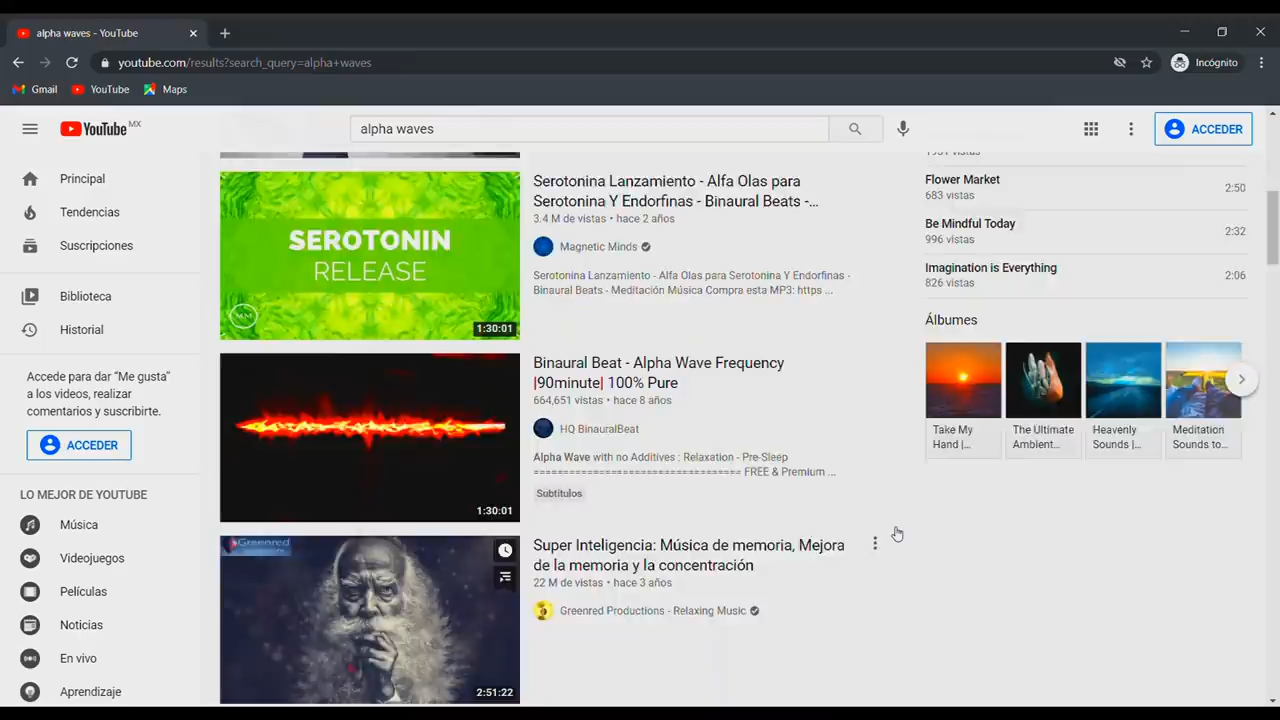 alpha waves - YouTube
youtube.com/results?search_query=alpha+waves
Incógnito
Gmail
YouTube
Maps
YouTube MX
alpha waves
ACCEDER
Principal
Tendencias
Suscripciones
Biblioteca
Historial
Accede para dar “Me gusta”
a los videos, realizar
comentarios y suscribirte.
ACCEDER
LO MEJOR DE YOUTUBE
Música
Videojuegos
Películas
Noticias
En vivo
Aprendizaje
SEROTONIN
RELEASE
MM
1:30:01
Serotonina Lanzamiento - Alfa Olas para
Serotonina Y Endorfinas - Binaural Beats -...
3.4 M de vistas • hace 2 años
Magnetic Minds
Serotonina Lanzamiento - Alfa Olas para Serotonina Y Endorfinas -
Binaural Beats - Meditación Música Compra esta MP3: https ...
1:30:01
Binaural Beat - Alpha Wave Frequency
|90minute| 100% Pure
664,651 vistas • hace 8 años
HQ BinauralBeat
Alpha Wave with no Additives : Relaxation - Pre-Sleep
================================ FREE & Premium ...
Subtítulos
Greenred
2:51:22
Super Inteligencia: Música de memoria, Mejora
de la memoria y la concentración
22 M de vistas • hace 3 años
Greenred Productions - Relaxing Music
Flower Market
683 vistas
2:50
Be Mindful Today
996 vistas
2:32
Imagination is Everything
826 vistas
2:06
Álbumes
Take My
Hand |...
The Ultimate
Ambient...
Heavenly
Sounds |...
Meditation
Sounds to...